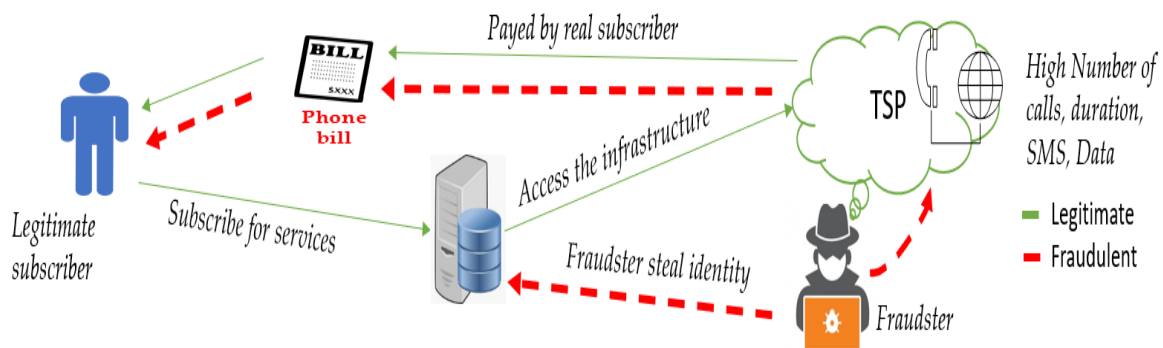 Payed by real subscriber
BILL
$XXX
Phone
bill
TSP
High Number of
calls, duration,
SMS, Data
Access the infrastructure
Legitimate
subscriber
Subscribe for services
Fraudster steal identity
Fraudster
Legitimate
Fraudulent